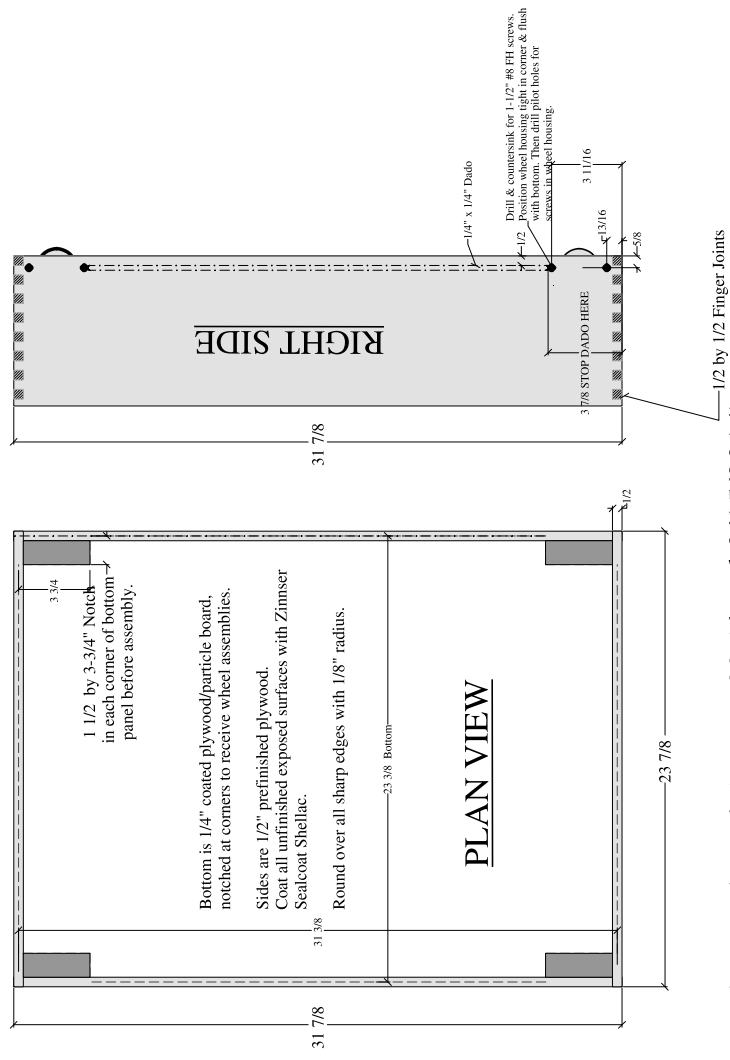 Drill & countersink for 1-1/2" #8 FH screws.
Position wheel housing tight in corner & flush
with bottom. Then drill pilot holes for
screws in wheel housing.
1/4" x 1/4" Dado
1/2
3 11/16
13/16
5/8
RIGHT SIDE
3 7/8 STOP DADO HERE
31 7/8
1/2 by 1/2 Finger Joints
1/2
3 3/4
1 1/2 by 3-3/4" Notch
in each corner of bottom
panel before assembly.
Bottom is 1/4" coated plywood/particle board,
notched at corners to receive wheel assemblies.
Sides are 1/2" prefinished plywood.
Coat all unfinished exposed surfaces with Zinnser
Sealcoat Shellac.
Round over all sharp edges with 1/8" radius.
23 3/8 Bottom
PLAN VIEW
31 3/8
23 7/8
31 7/8